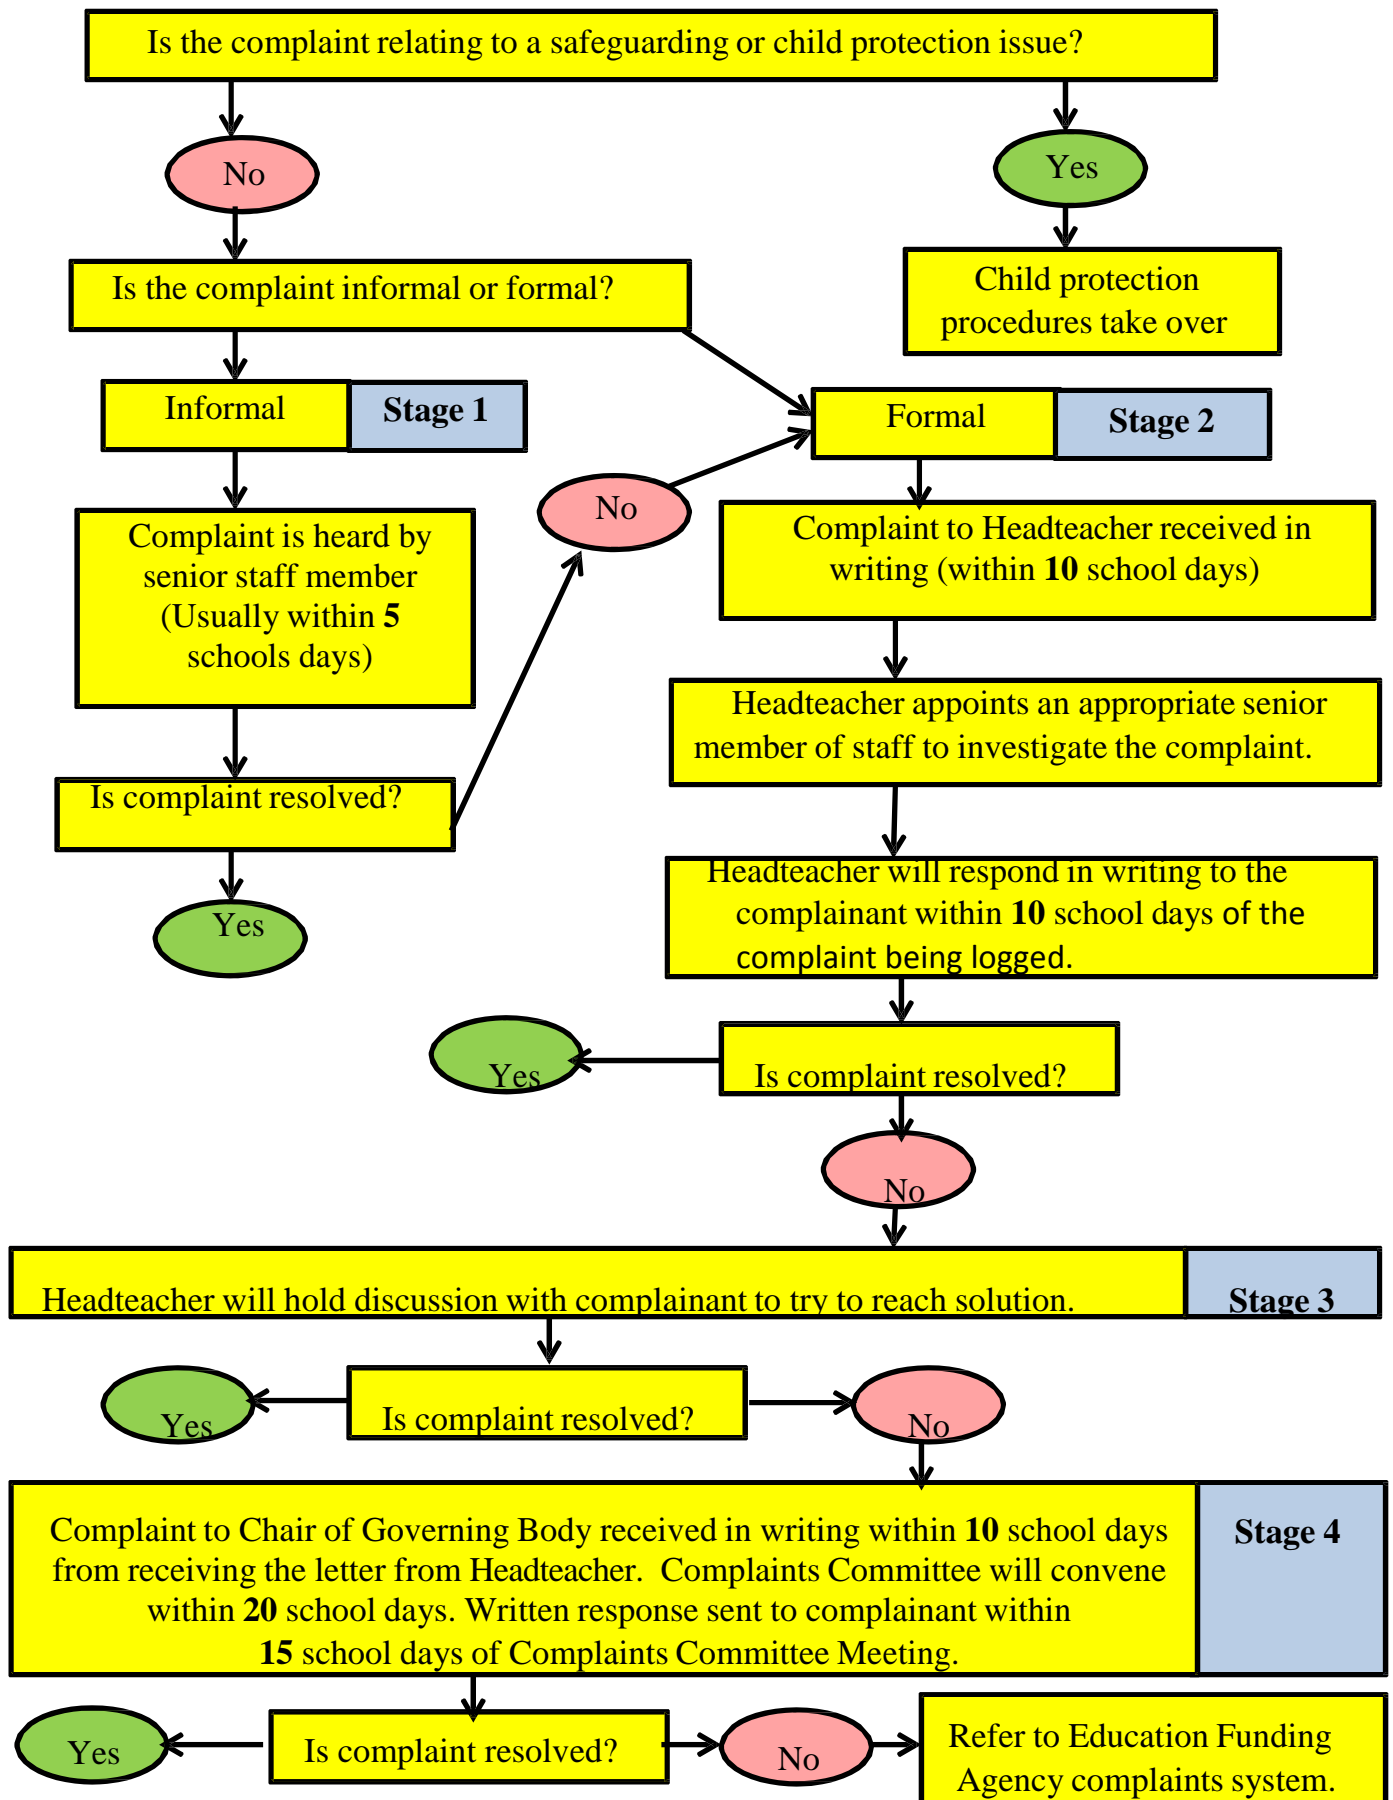 Is the complaint relating to a safeguarding or child protection issue?
No
Yes
Is the complaint informal or formal?
Child protection
procedures take over
Informal
Stage 1
Formal
Stage 2
No
Complaint is heard by
senior staff member
(Usually within 5
schools days)
Complaint to Headteacher received in
writing (within 10 school days)
Headteacher appoints an appropriate senior
member of staff to investigate the complaint.
Is complaint resolved?
Yes
Headteacher will respond in writing to the
complainant within 10 school days of the
complaint being logged.
Yes
Is complaint resolved?
No
Headteacher will hold discussion with complainant to try to reach solution.
Stage 3
Yes
Is complaint resolved?
No
Complaint to Chair of Governing Body received in writing within 10 school days
from receiving the letter from Headteacher. Complaints Committee will convene
within 20 school days. Written response sent to complainant within
15 school days of Complaints Committee Meeting.
Stage 4
Yes
Is complaint resolved?
No
Refer to Education Funding
Agency complaints system.